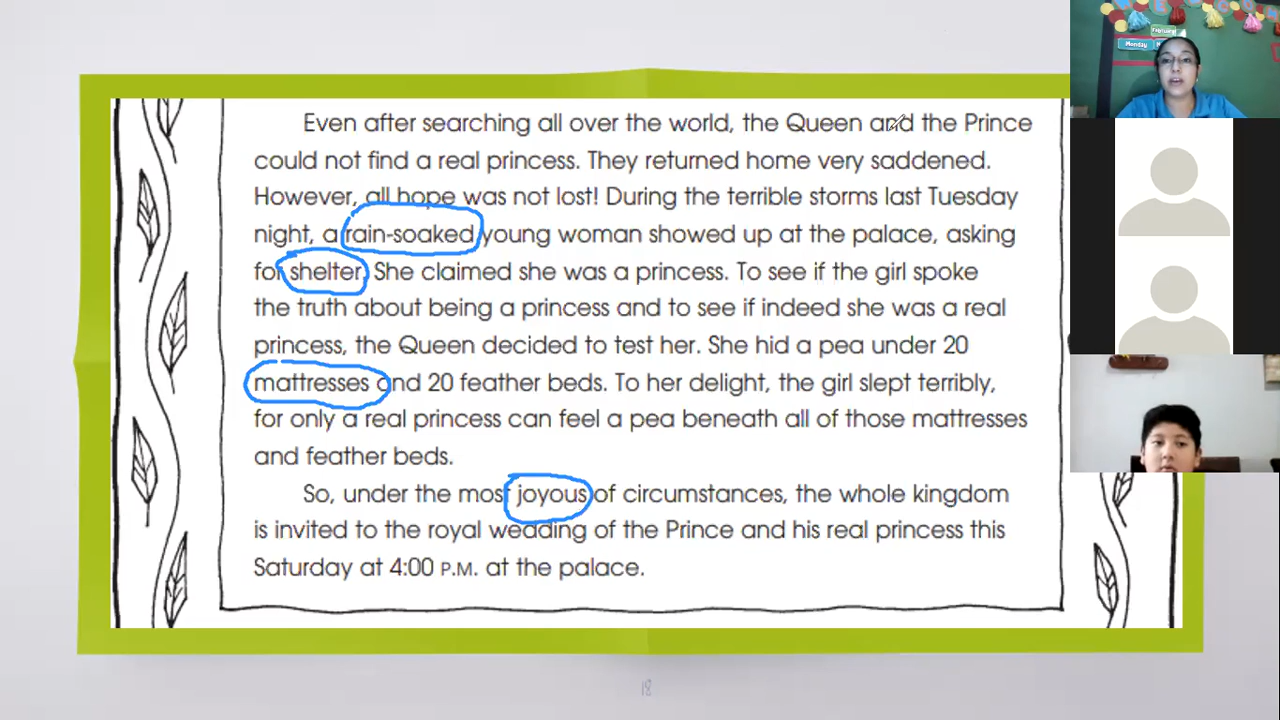 Even after searching all over the world, the Queen and the Prince
could not find a real princess. They returned home very saddened.
However, all hope was not lost! During the terrible storms last Tuesday
night, a rain-soaked young woman showed up at the palace, asking
for shelter. She claimed she was a princess. To see if the girl spoke
the truth about being a princess and to see if indeed she was a real
princess, the Queen decided to test her. She hid a pea under 20
mattresses and 20 feather beds. To her delight, the girl slept terribly,
for only a real princess can feel a pea beneath all of those mattresses
and feather beds.
So, under the most joyous of circumstances, the whole kingdom
is invited to the royal wedding of the Prince and his real princess this
Saturday at 4:00 P.M. at the palace.
18
February
Monday